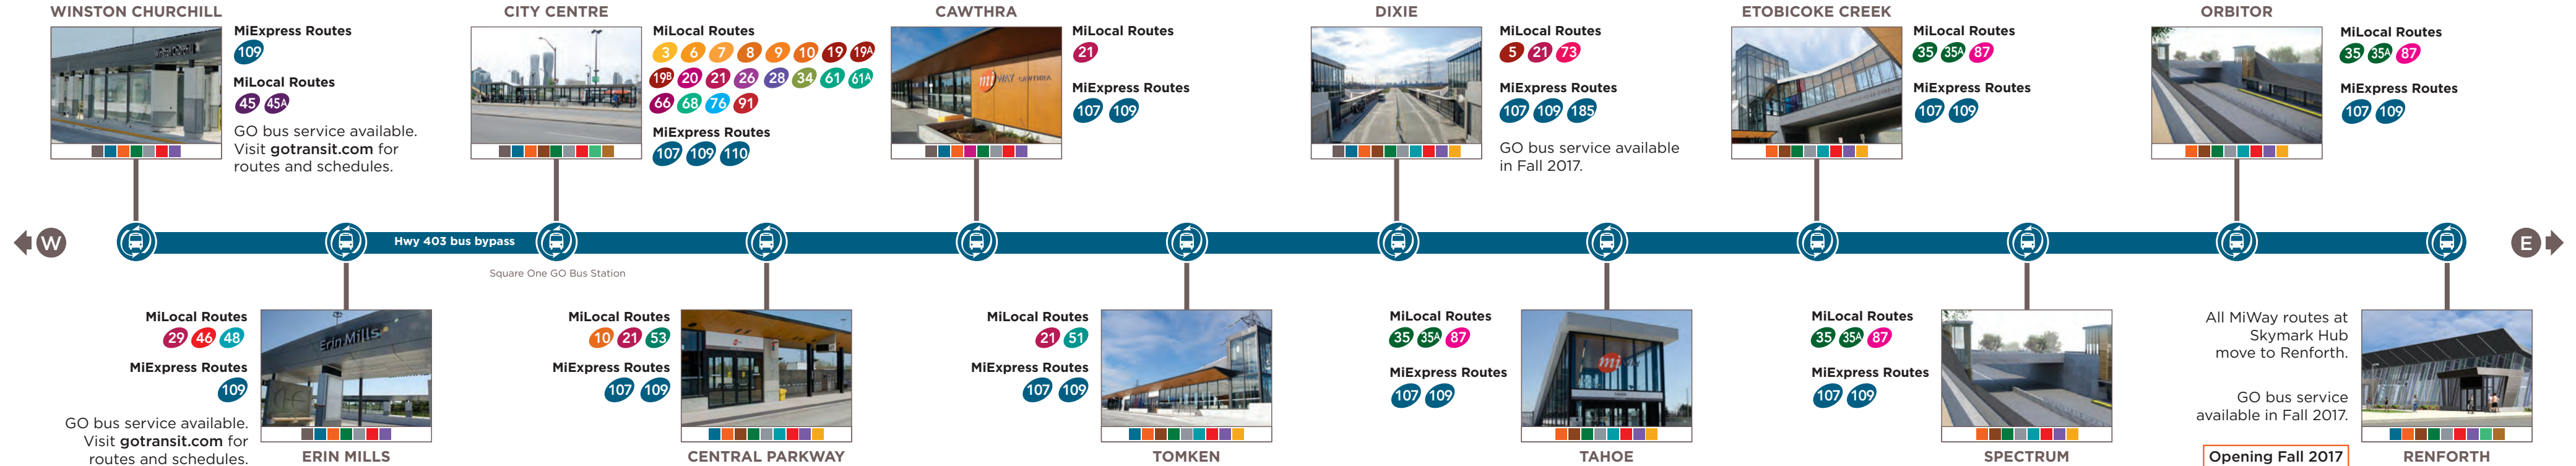 WINSTON CHURCHILL
MiExpress Routes
109
MiLocal Routes
45 45A
GO bus service available.
Visit gotransit.com for
routes and schedules.
CITY CENTRE
MiLocal Routes
3 6 7 8 9 10 19 19A
19B 20 21 26 28 34 61 61A
66 68 76 91
MiExpress Routes
107 109 110
CAWTHRA
mi WAY CAWTHRA
MiLocal Routes
21
MiExpress Routes
107 109
DIXIE
MiLocal Routes
5 21 73
MiExpress Routes
107 109 185
GO bus service available
in Fall 2017.
ETOBICOKE CREEK
MiLocal Routes
35 35A 87
MiExpress Routes
107 109
ORBITOR
MiLocal Routes
35 35A 87
MiExpress Routes
107 109
W
Hwy 403 bus bypass
E
Square One GO Bus Station
MiLocal Routes
29 46 48
MiExpress Routes
109
GO bus service available.
Visit gotransit.com for
routes and schedules.
Erin Mills
ERIN MILLS
MiLocal Routes
10 21 53
MiExpress Routes
107 109
CENTRAL PARKWAY
MiLocal Routes
21 51
MiExpress Routes
107 109
TOMKEN
MiLocal Routes
35 35A 87
MiExpress Routes
107 109
mi
TAHOE
MiLocal Routes
35 35A 87
MiExpress Routes
107 109
SPECTRUM
All MiWay routes at
Skymark Hub
move to Renforth.
GO bus service
available in Fall 2017.
Opening Fall 2017
RENFORTH